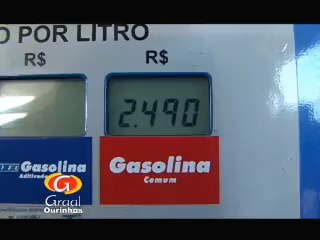 O POR LITRO
R$ R$
2.490
Gasolina Gasolina
Aditivada Comum
Graal
Ourinhos